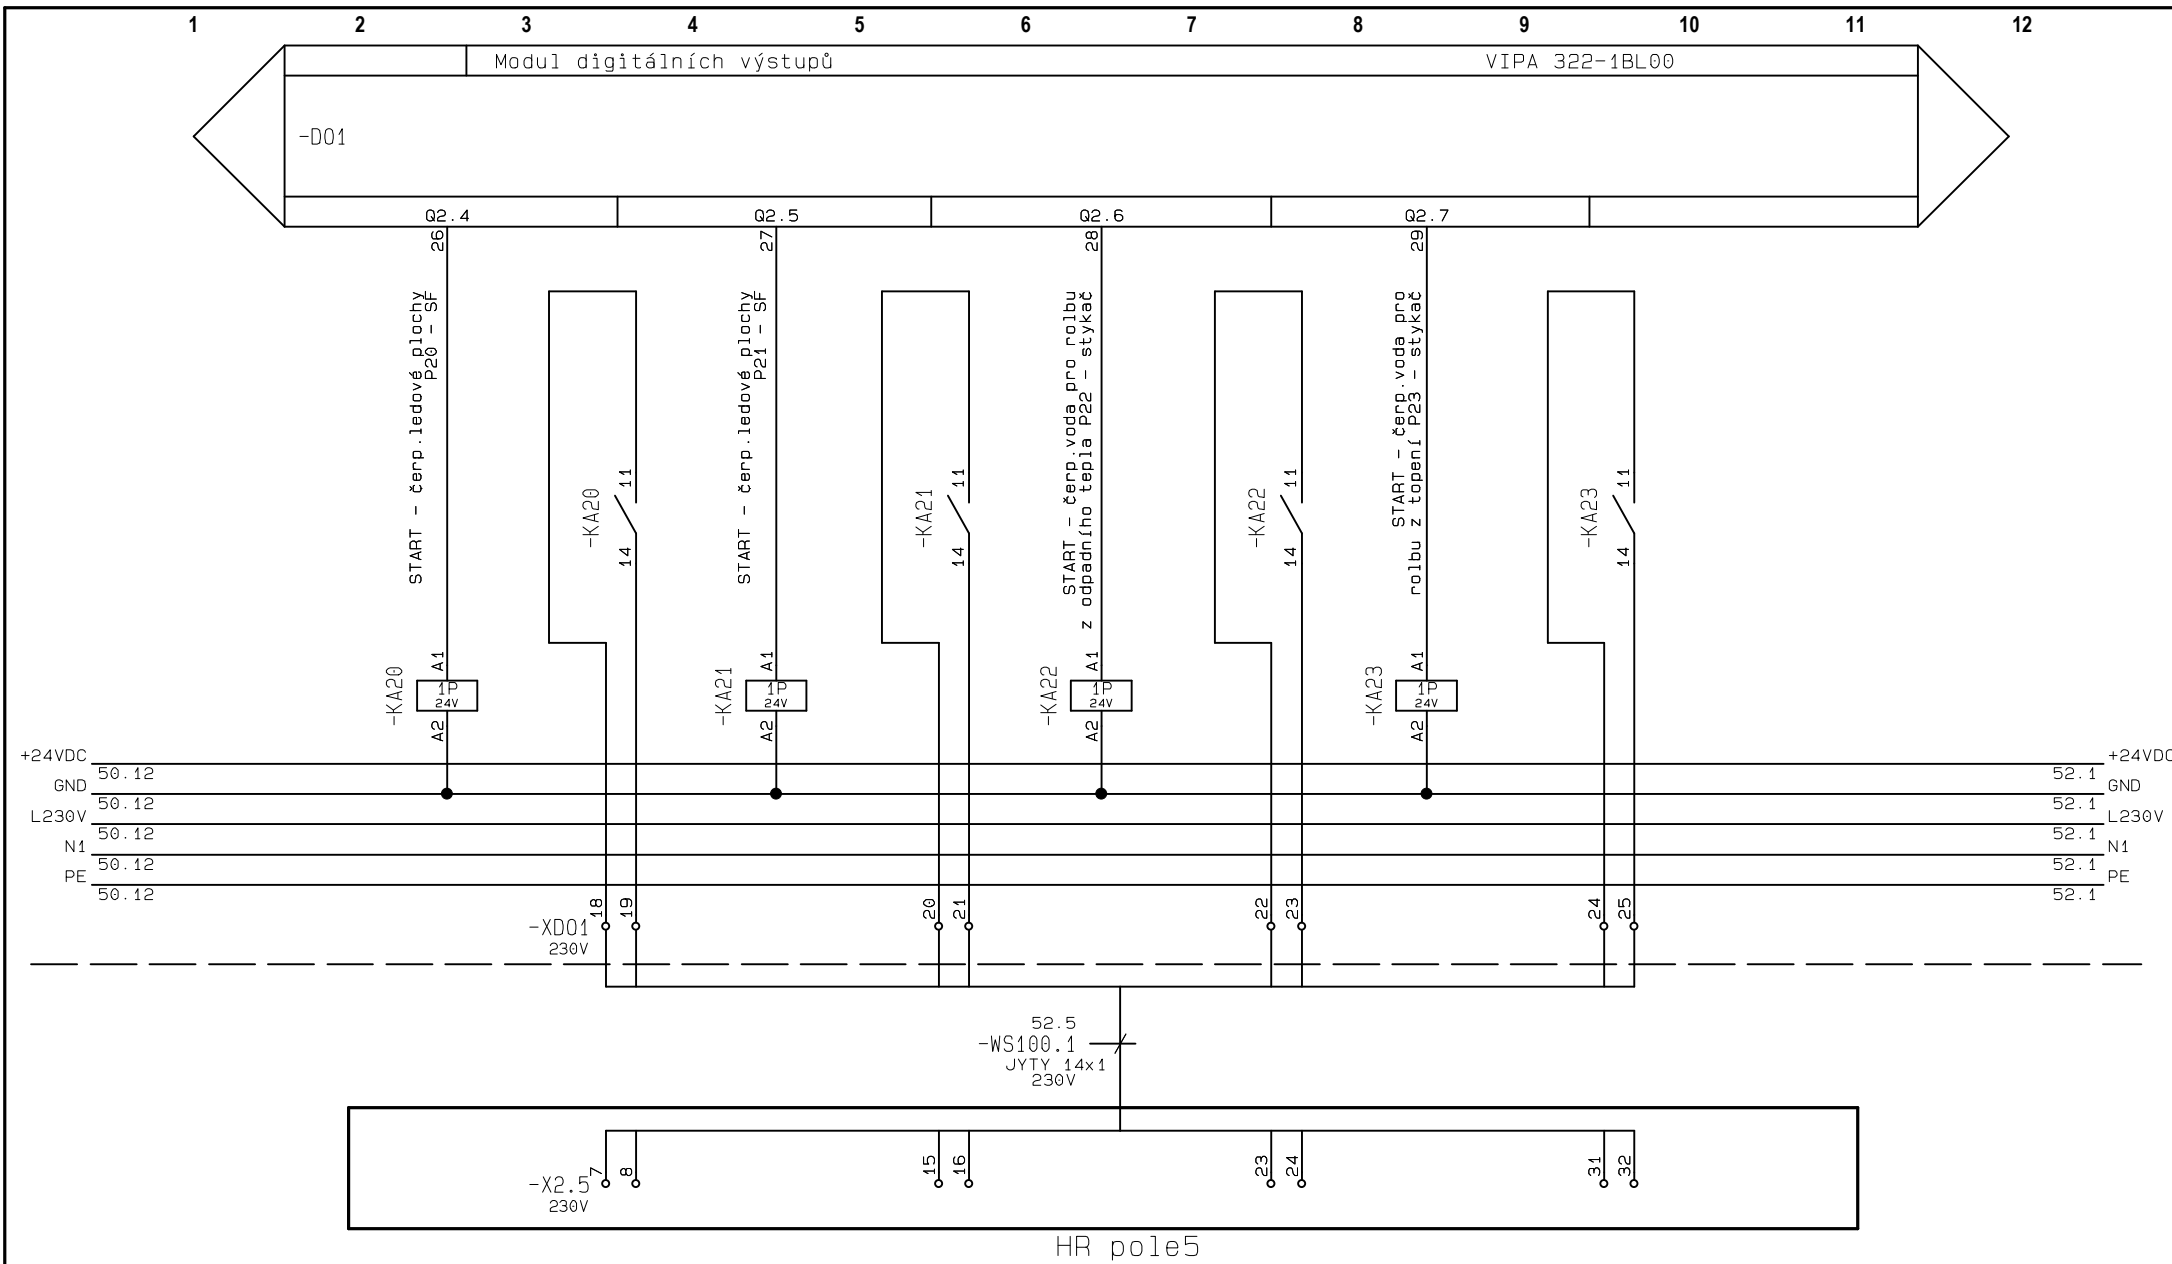 1 2 3 4 5 6 7 8 9 10 11 12
Modul digitálních výstupů VIPA 322-1BL00
-DO1
Q2.4 Q2.5 Q2.6 Q2.7
26 27 28 29
START - čerp.ledové plochy
P20 - SF
START - čerp.ledové plochy
P21 - SF
START - čerp.voda pro rolbu
z odpadního tepla P22 - stykač
START - čerp.voda pro
rolbu z topení P23 - stykač
-KA20 11 14
-KA21 11 14
-KA22 11 14
-KA23 11 14
-KA20 A1 1P 24V A2
-KA21 A1 1P 24V A2
-KA22 A1 1P 24V A2
-KA23 A1 1P 24V A2
+24VDC 50.12 52.1 +24VDC
GND 50.12 52.1 GND
L230V 50.12 52.1 L230V
N1 50.12 52.1 N1
PE 50.12 52.1 PE
-XDO1 18 19 20 21 22 23 24 25
230V
52.5
-WS100.1
JYTY 14x1
230V
-X2.5 7 8 15 16 23 24 31 32
230V
HR pole5